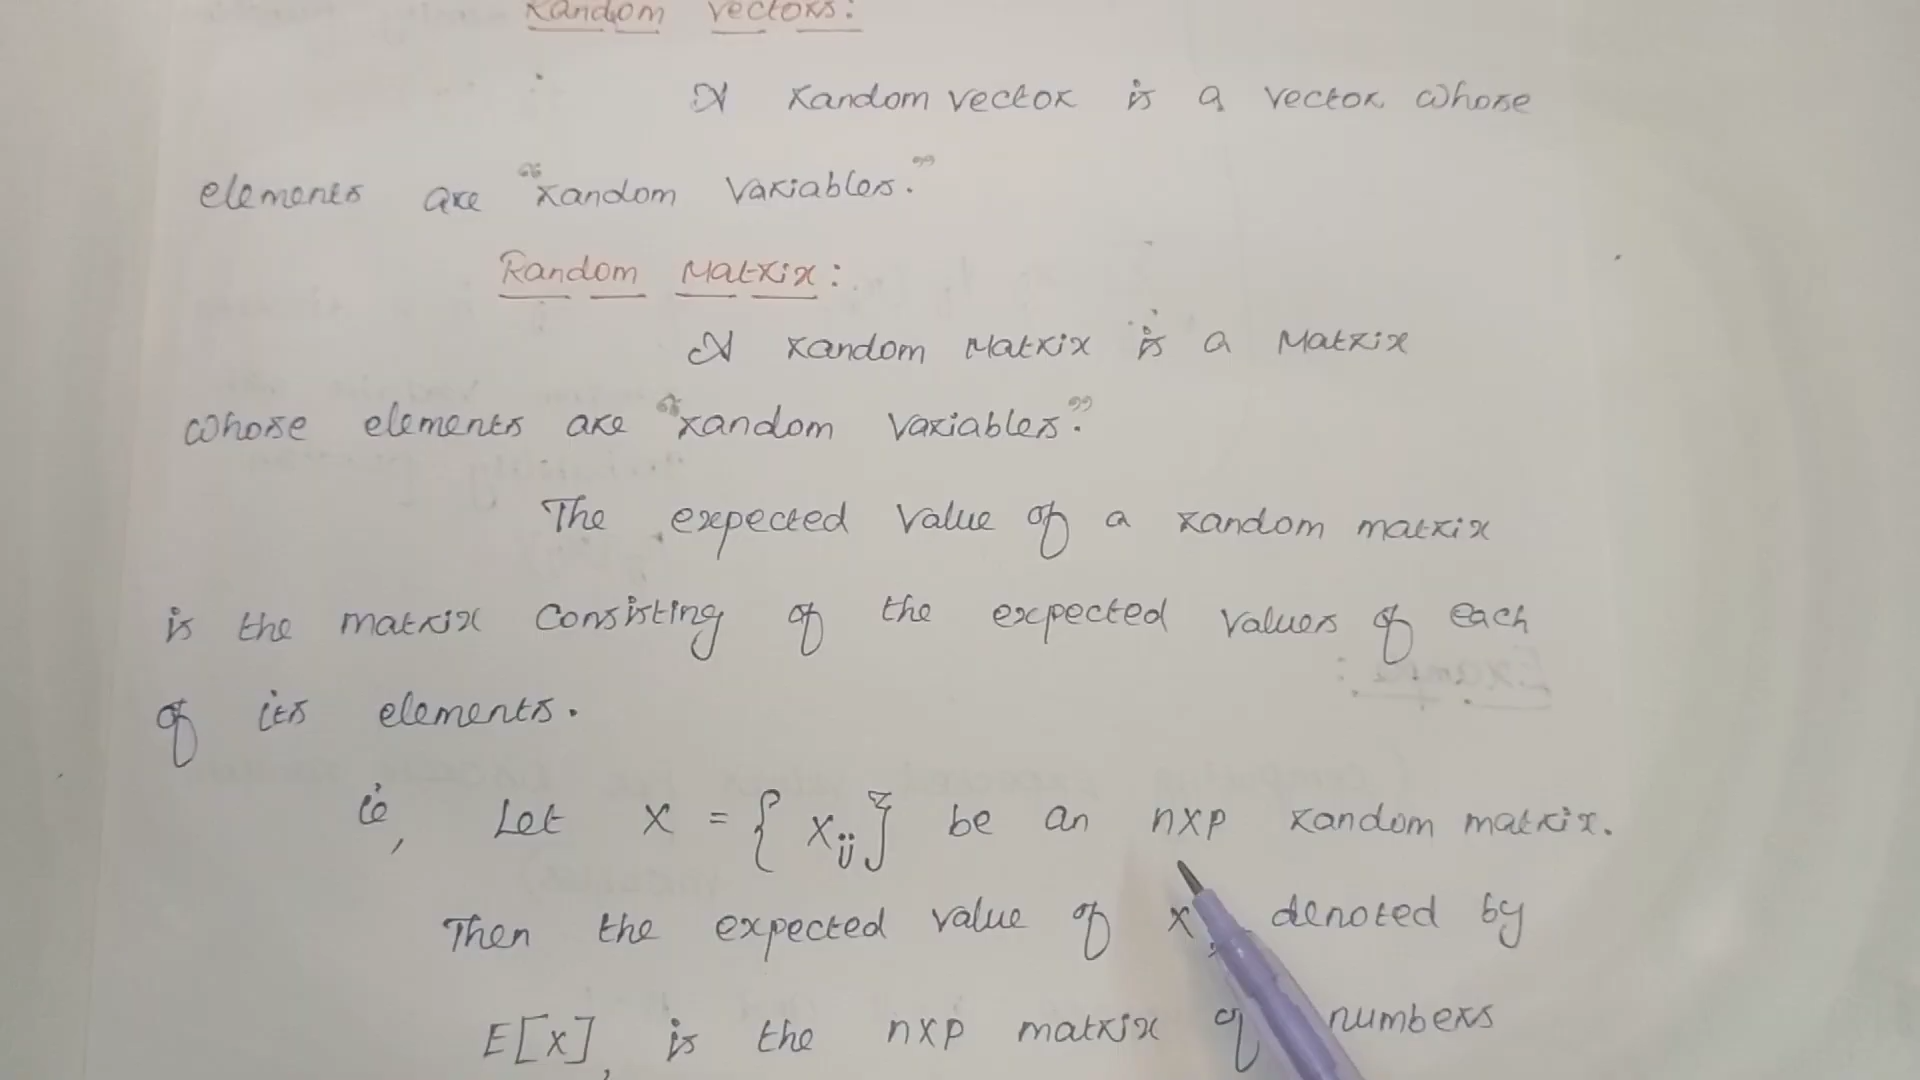 Random Vectors:
A random vector is a vector whose
elements are "random variables."
Random Matrix:
A random Matrix is a Matrix
whose elements are "random variables".
The expected value of a random matrix
is the matrix consisting of the expected values of each
of its elements.
ie, Let X = { Xij } be an nxp random matrix.
Then the expected value of X, denoted by
E[X], is the nxp matrix of numbers